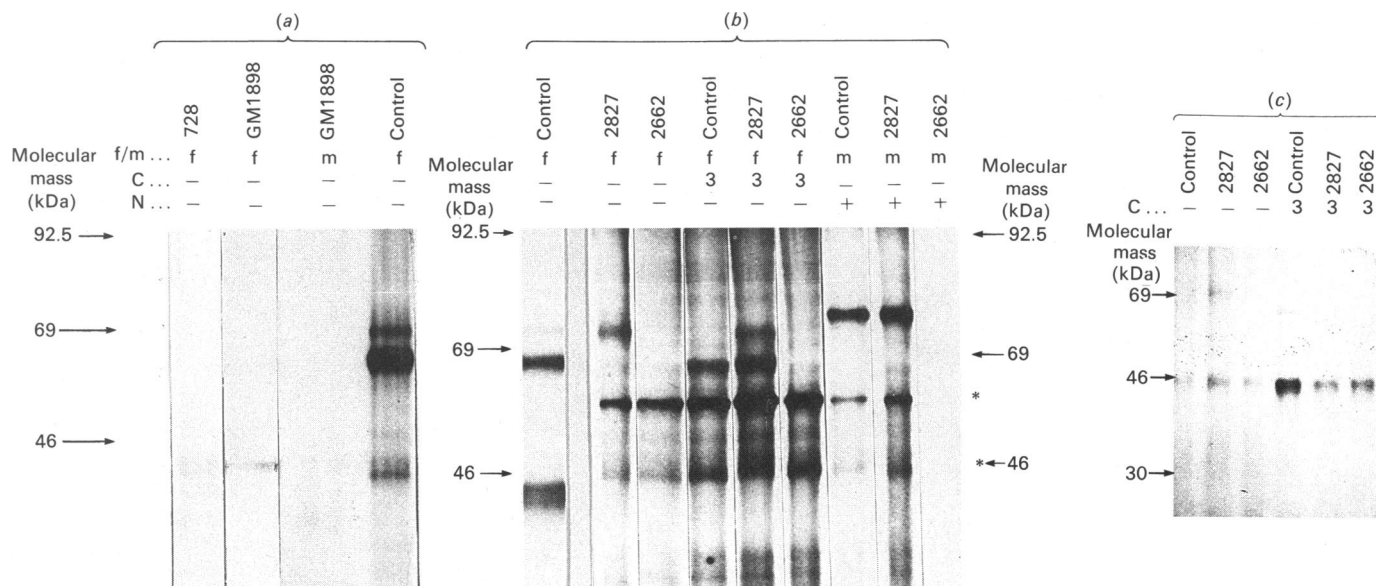 (a)
728
GM1898
GM1898
Control
Molecular mass (kDa)
f/m ... f f m f
C ... – – – –
N ... – – – –
92.5
69
46
(b)
Control
2827
2662
Control
2827
2662
Control
2827
2662
Molecular mass (kDa)
f f f f f f m m m
– – – 3 3 3 – – –
– – – – – – + + +
92.5
69
46
Molecular mass (kDa)
92.5
69
*
* 46
(c)
Control
2827
2662
Control
2827
2662
C ... – – – 3 3 3
Molecular mass (kDa)
69
46
30